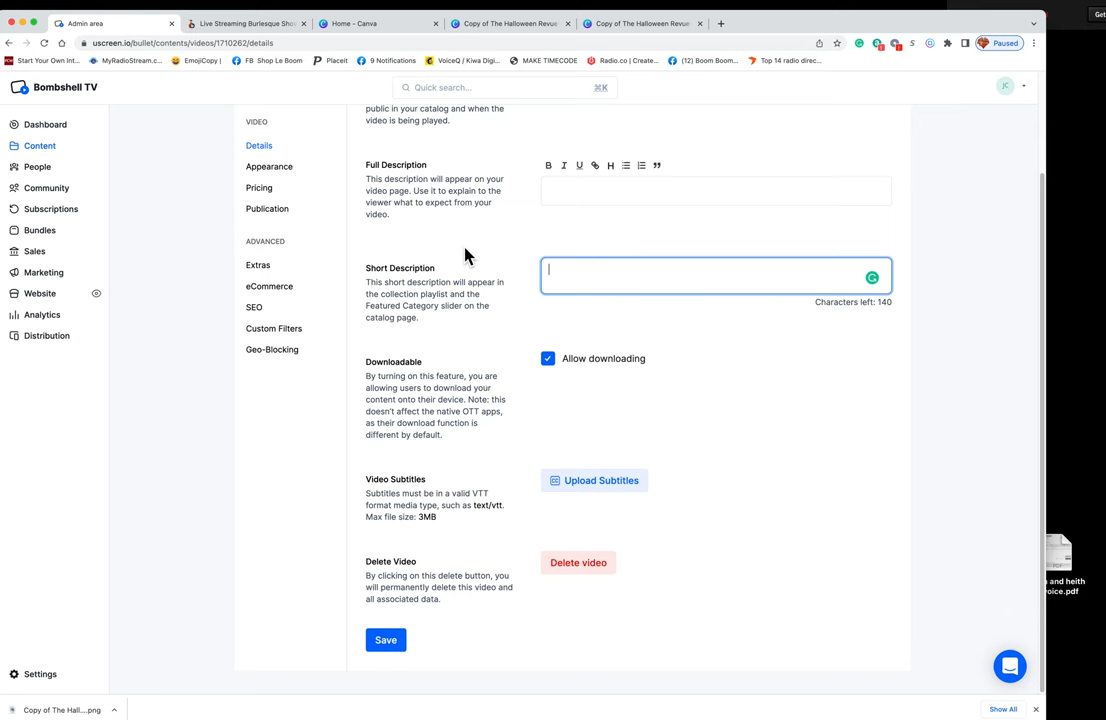 Get
Admin area
Live Streaming Burlesque Sho
Home - Canva
Copy of The Halloween Revue
Copy of The Halloween Revue
uscreen.io/bullet/contents/videos/1710262/details
Paused
Start Your Own Int...
MyRadioStream.c...
EmojiCopy |
FB Shop Le Boom
Placeit
9 Notifications
VoiceQ / Kiwa Digi...
MAKE TIMECODE
Radio.co | Create...
(12) Boom Boom...
Top 14 radio direc...
Bombshell TV
Quick search...
⌘K
JC
Dashboard
Content
People
Community
Subscriptions
Bundles
Sales
Marketing
Website
Analytics
Distribution
Settings
VIDEO
Details
Appearance
Pricing
Publication
ADVANCED
Extras
eCommerce
SEO
Custom Filters
Geo-Blocking
public in your catalog and when the
video is being played.
Full Description
This description will appear on your
video page. Use it to explain to the
viewer what to expect from your
video.
B I U H
Short Description
This short description will appear in
the collection playlist and the
Featured Category slider on the
catalog page.
Characters left: 140
Downloadable
By turning on this feature, you are
allowing users to download your
content onto their device. Note: this
doesn't affect the native OTT apps,
as their download function is
different by default.
Allow downloading
Video Subtitles
Subtitles must be in a valid VTT
format media type, such as text/vtt.
Max file size: 3MB
CC Upload Subtitles
Delete Video
By clicking on this delete button, you
will permanently delete this video and
all associated data.
Delete video
Save
PDF
and heith
voice.pdf
Copy of The Hall....png
Show All